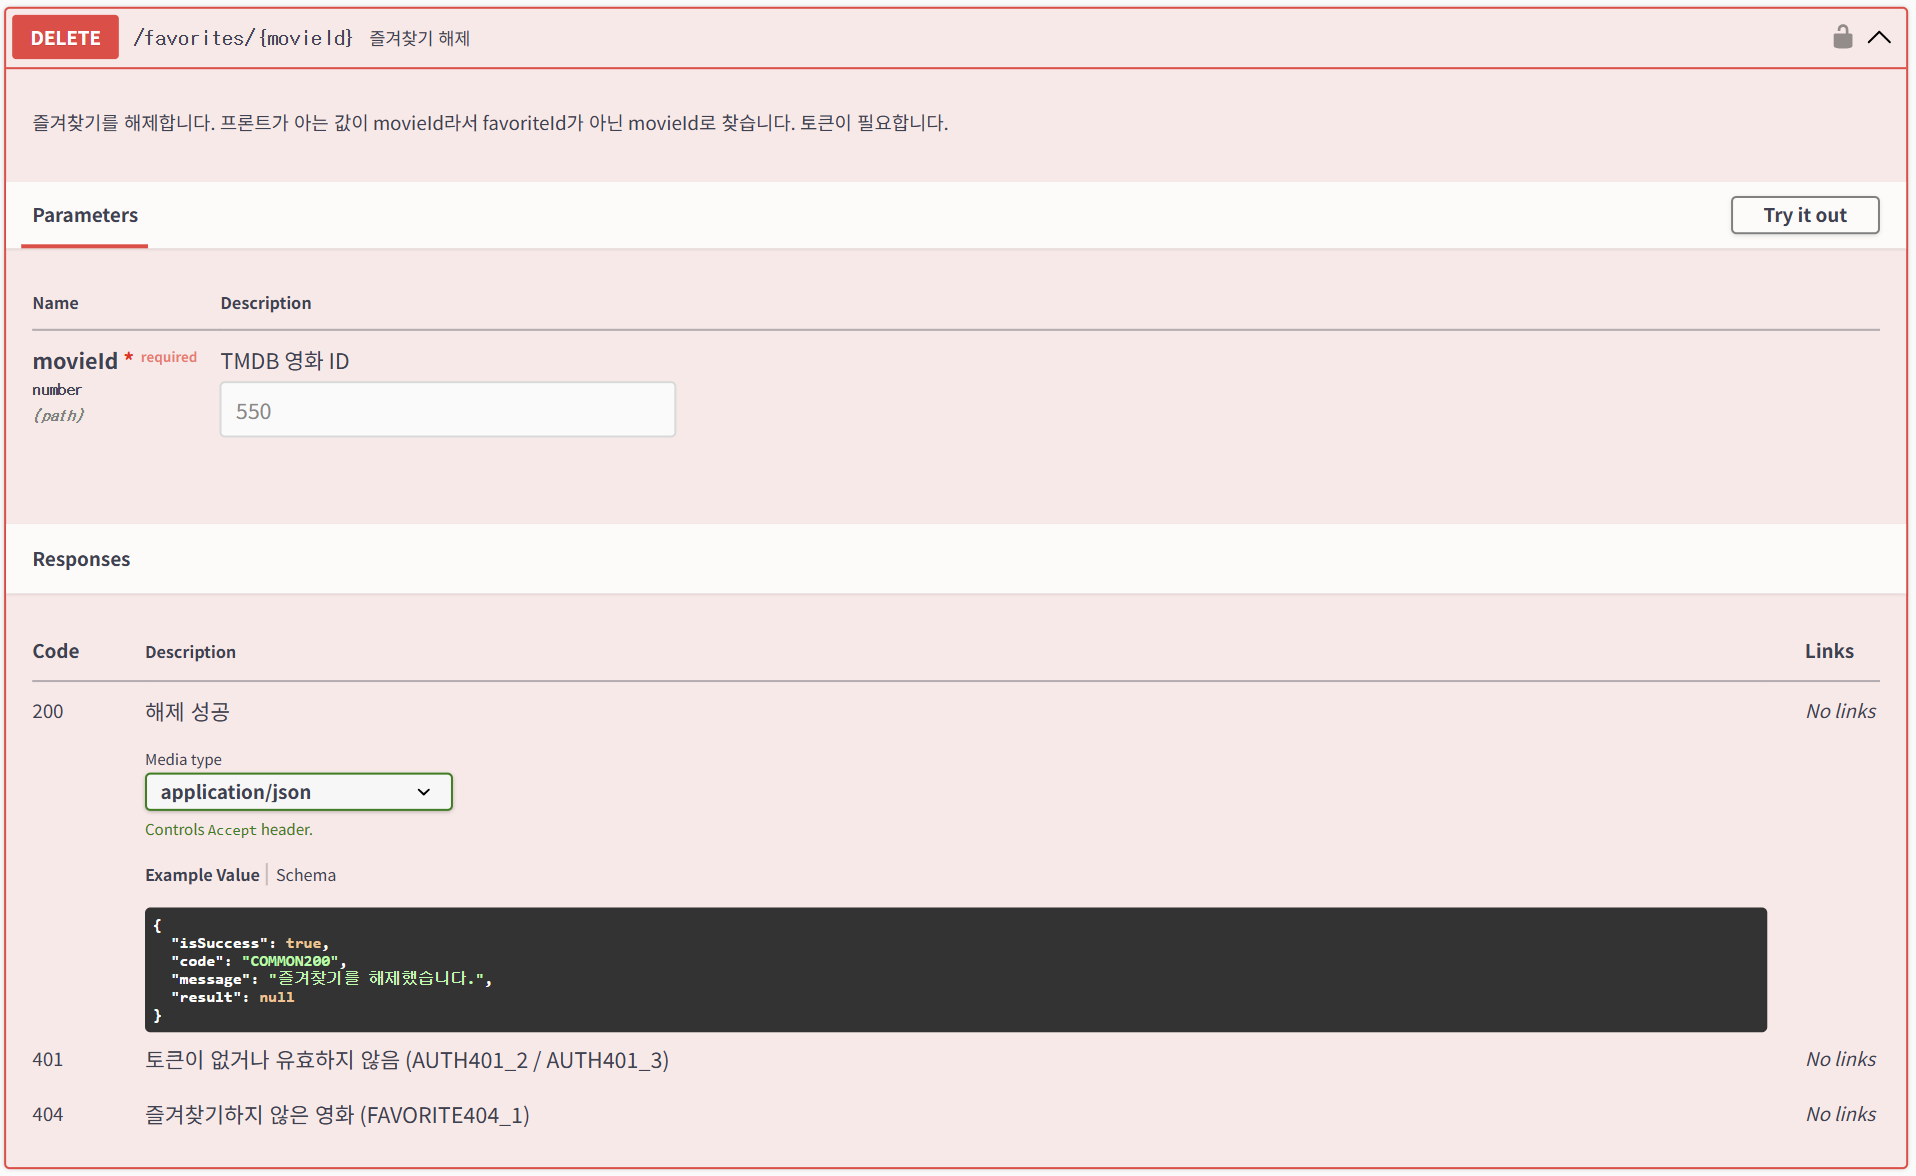 DELETE /favorites/{movieId} 즐겨찾기 해제
즐겨찾기를 해제합니다. 프론트가 아는 값이 movieId라서 favoriteId가 아닌 movieId로 찾습니다. 토큰이 필요합니다.
Parameters Try it out
Name Description
movieId * required TMDB 영화 ID
number
(path)
550
Responses
Code Description Links
200 해제 성공 No links
Media type
application/json
Controls Accept header.
Example Value Schema
{
"isSuccess": true,
"code": "COMMON200",
"message": "즐겨찾기를 해제했습니다.",
"result": null
}
401 토큰이 없거나 유효하지 않음 (AUTH401_2 / AUTH401_3) No links
404 즐겨찾기하지 않은 영화 (FAVORITE404_1) No links